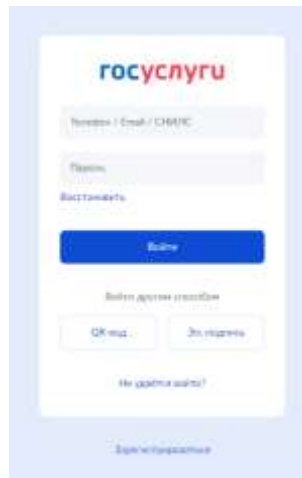 госуслуги
Телефон / Email / СНИЛС
Пароль
Восстановить
Войти
Войти другим способом
QR-код
Эл. подпись
Не удаётся войти?
Зарегистрироваться